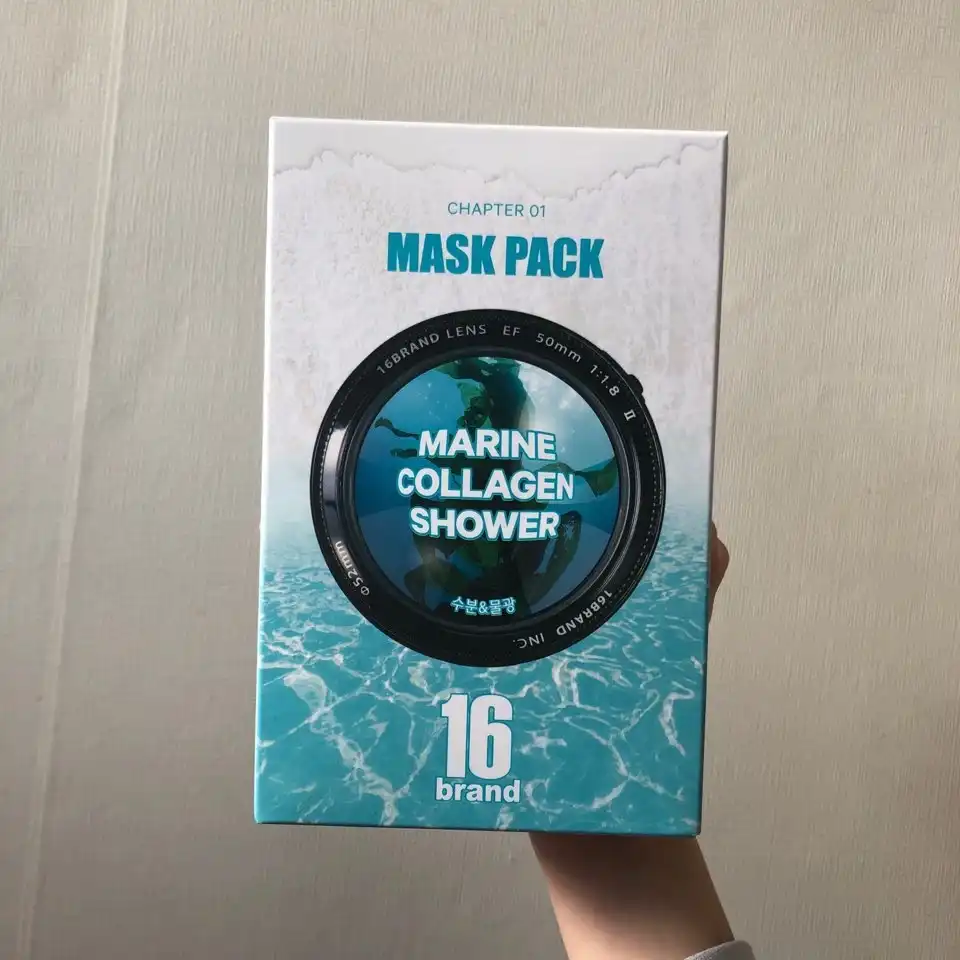 CHAPTER 01
MASK PACK
16BRAND LENS EF 50mm 1:1.8 II
MARINE
COLLAGEN
SHOWER
수분&물광
Φ52mm
16BRAND INC.
16
brand